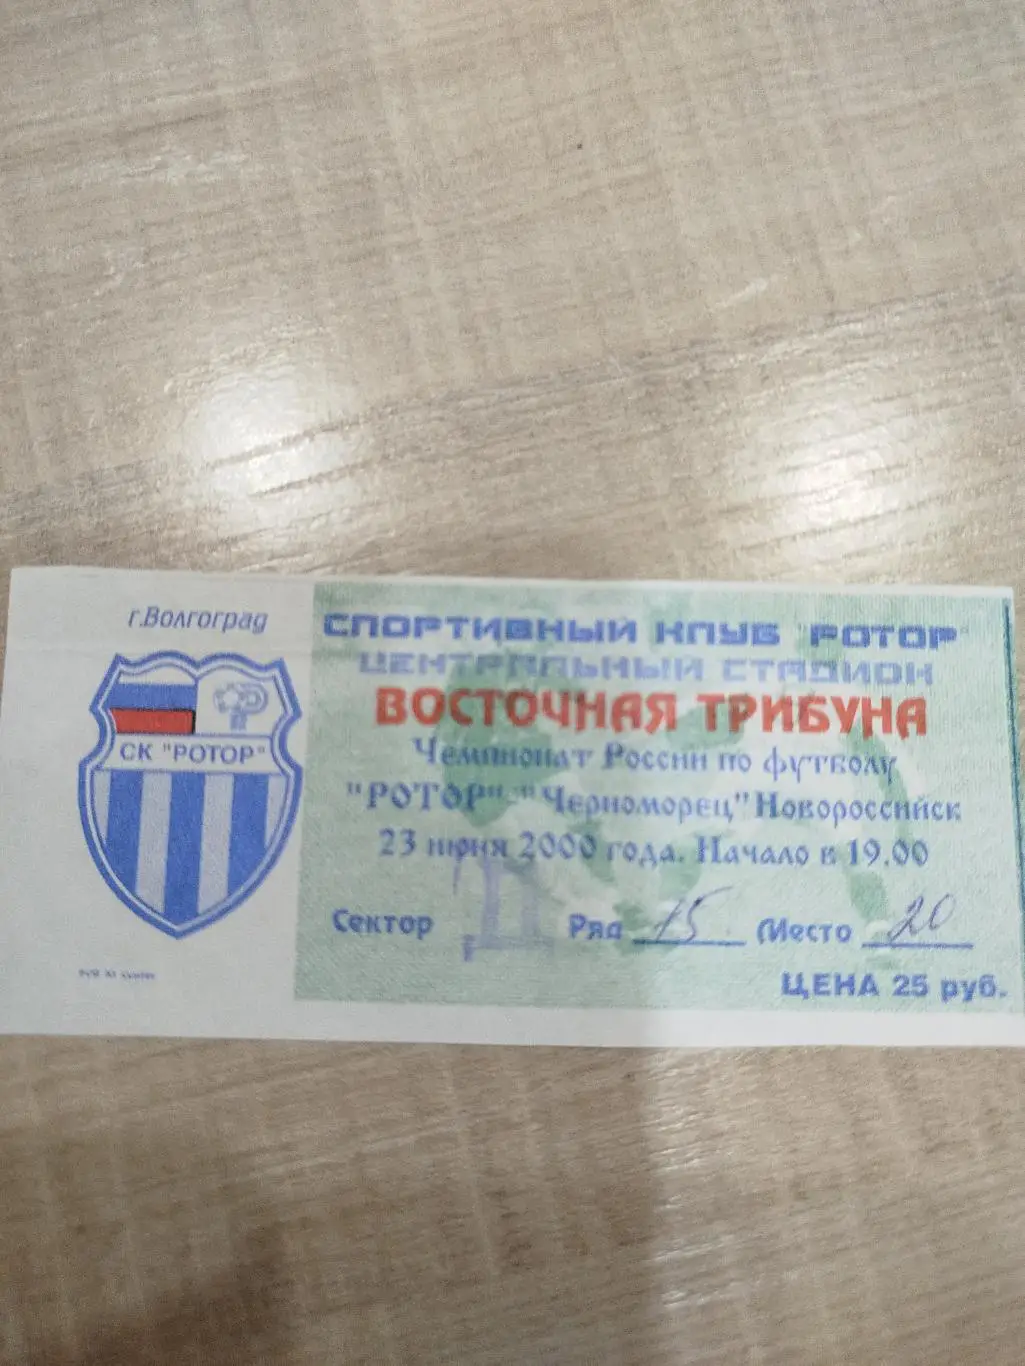 г.Волгоград
СК "РОТОР"
СПОРТИВНЫЙ КЛУБ "РОТОР"
ЦЕНТРАЛЬНЫЙ СТАДИОН
ВОСТОЧНАЯ ТРИБУНА
Чемпионат России по футболу
"РОТОР" - "Черноморец" Новороссийск
23 июня 2000 года. Начало в 19.00
Сектор Ряд 15 Место 20
ЦЕНА 25 руб.